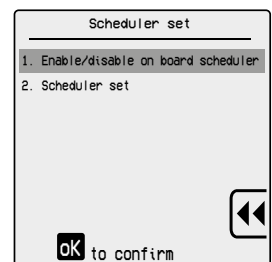 Scheduler set
1. Enable/disable on board scheduler
2. Scheduler set
oK to confirm